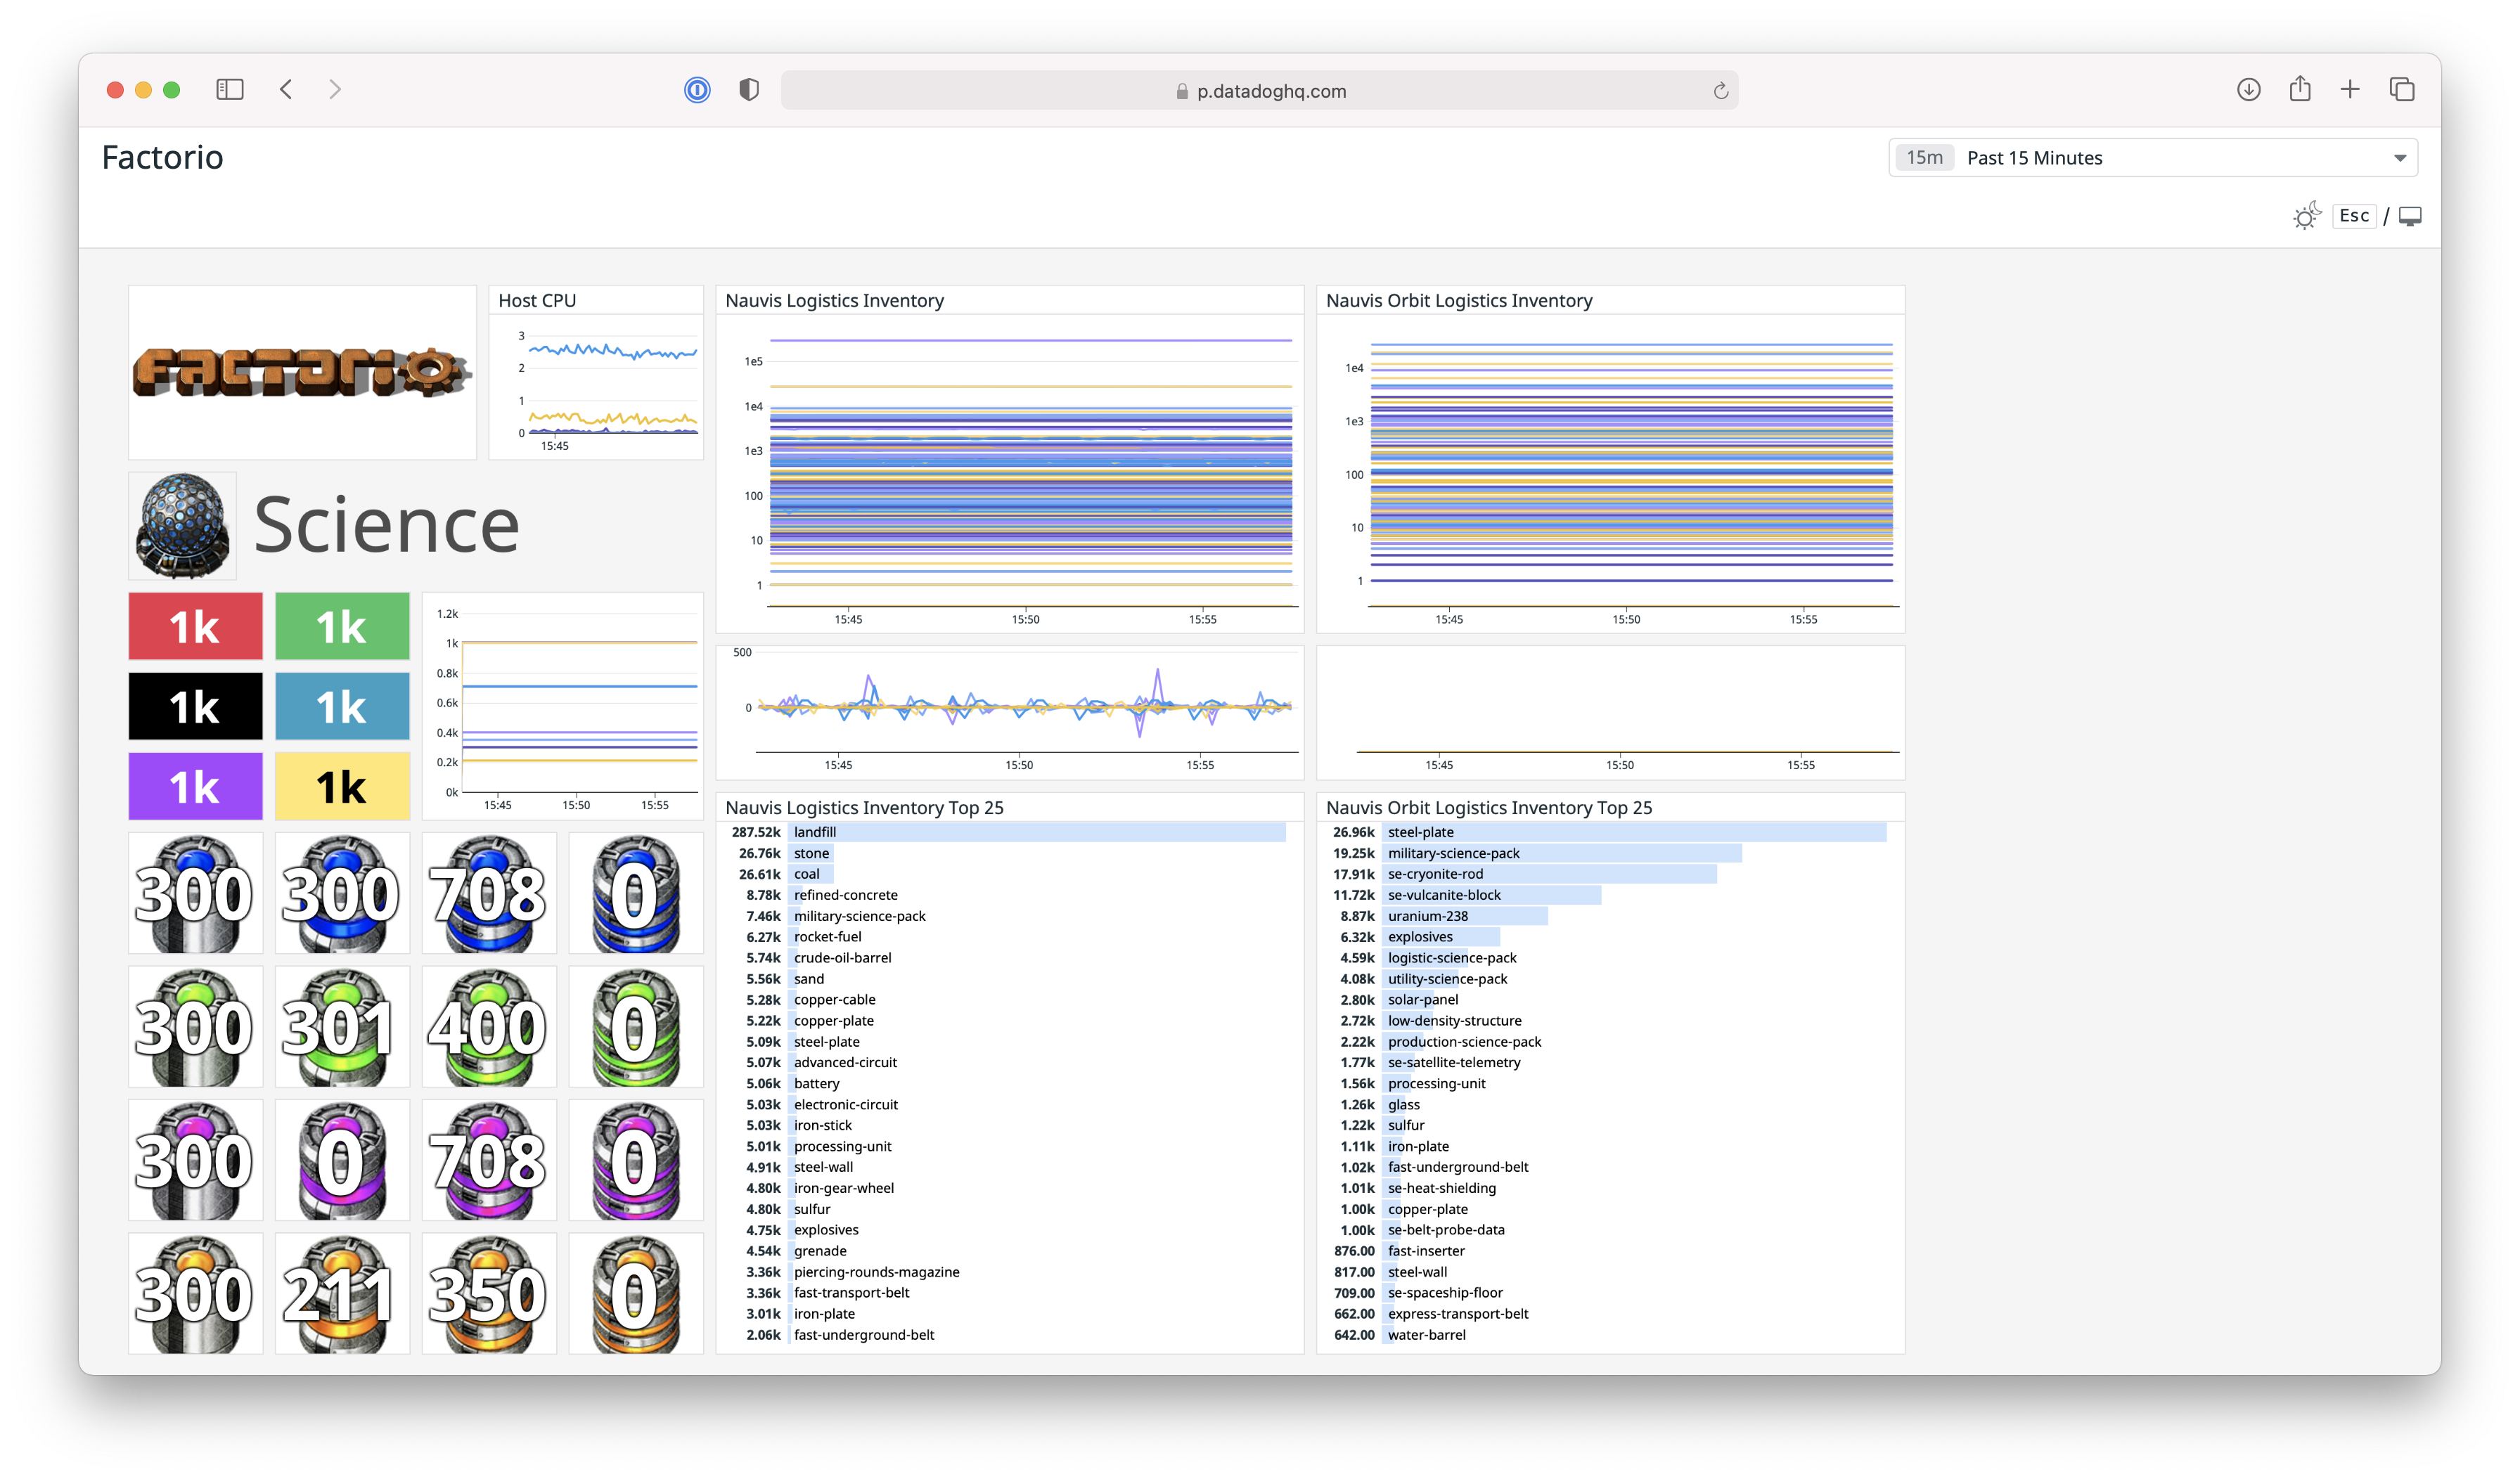 p.datadoghq.com
Factorio
15m Past 15 Minutes
Esc /
FACTORIO
Host CPU
3
2
1
0
15:45
Science
1k 1k
1k 1k
1k 1k
1.2k
1k
0.8k
0.6k
0.4k
0.2k
0k
15:45 15:50 15:55
300 300 708 0
300 301 400 0
300 0 708 0
300 211 350 0
Nauvis Logistics Inventory
1e5
1e4
1e3
100
10
1
15:45 15:50 15:55
500
0
15:45 15:50 15:55
Nauvis Logistics Inventory Top 25
287.52k landfill
26.76k stone
26.61k coal
8.78k refined-concrete
7.46k military-science-pack
6.27k rocket-fuel
5.74k crude-oil-barrel
5.56k sand
5.28k copper-cable
5.22k copper-plate
5.09k steel-plate
5.07k advanced-circuit
5.06k battery
5.03k electronic-circuit
5.03k iron-stick
5.01k processing-unit
4.91k steel-wall
4.80k iron-gear-wheel
4.80k sulfur
4.75k explosives
4.54k grenade
3.36k piercing-rounds-magazine
3.36k fast-transport-belt
3.01k iron-plate
2.06k fast-underground-belt
Nauvis Orbit Logistics Inventory
1e4
1e3
100
10
1
15:45 15:50 15:55
15:45 15:50 15:55
Nauvis Orbit Logistics Inventory Top 25
26.96k steel-plate
19.25k military-science-pack
17.91k se-cryonite-rod
11.72k se-vulcanite-block
8.87k uranium-238
6.32k explosives
4.59k logistic-science-pack
4.08k utility-science-pack
2.80k solar-panel
2.72k low-density-structure
2.22k production-science-pack
1.77k se-satellite-telemetry
1.56k processing-unit
1.26k glass
1.22k sulfur
1.11k iron-plate
1.02k fast-underground-belt
1.01k se-heat-shielding
1.00k copper-plate
1.00k se-belt-probe-data
876.00 fast-inserter
817.00 steel-wall
709.00 se-spaceship-floor
662.00 express-transport-belt
642.00 water-barrel